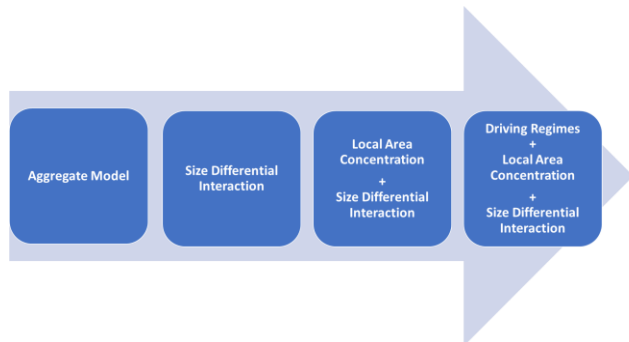 Aggregate Model
Size Differential
Interaction
Local Area
Concentration
+
Size Differential
Interaction
Driving Regimes
+
Local Area
Concentration
+
Size Differential
Interaction